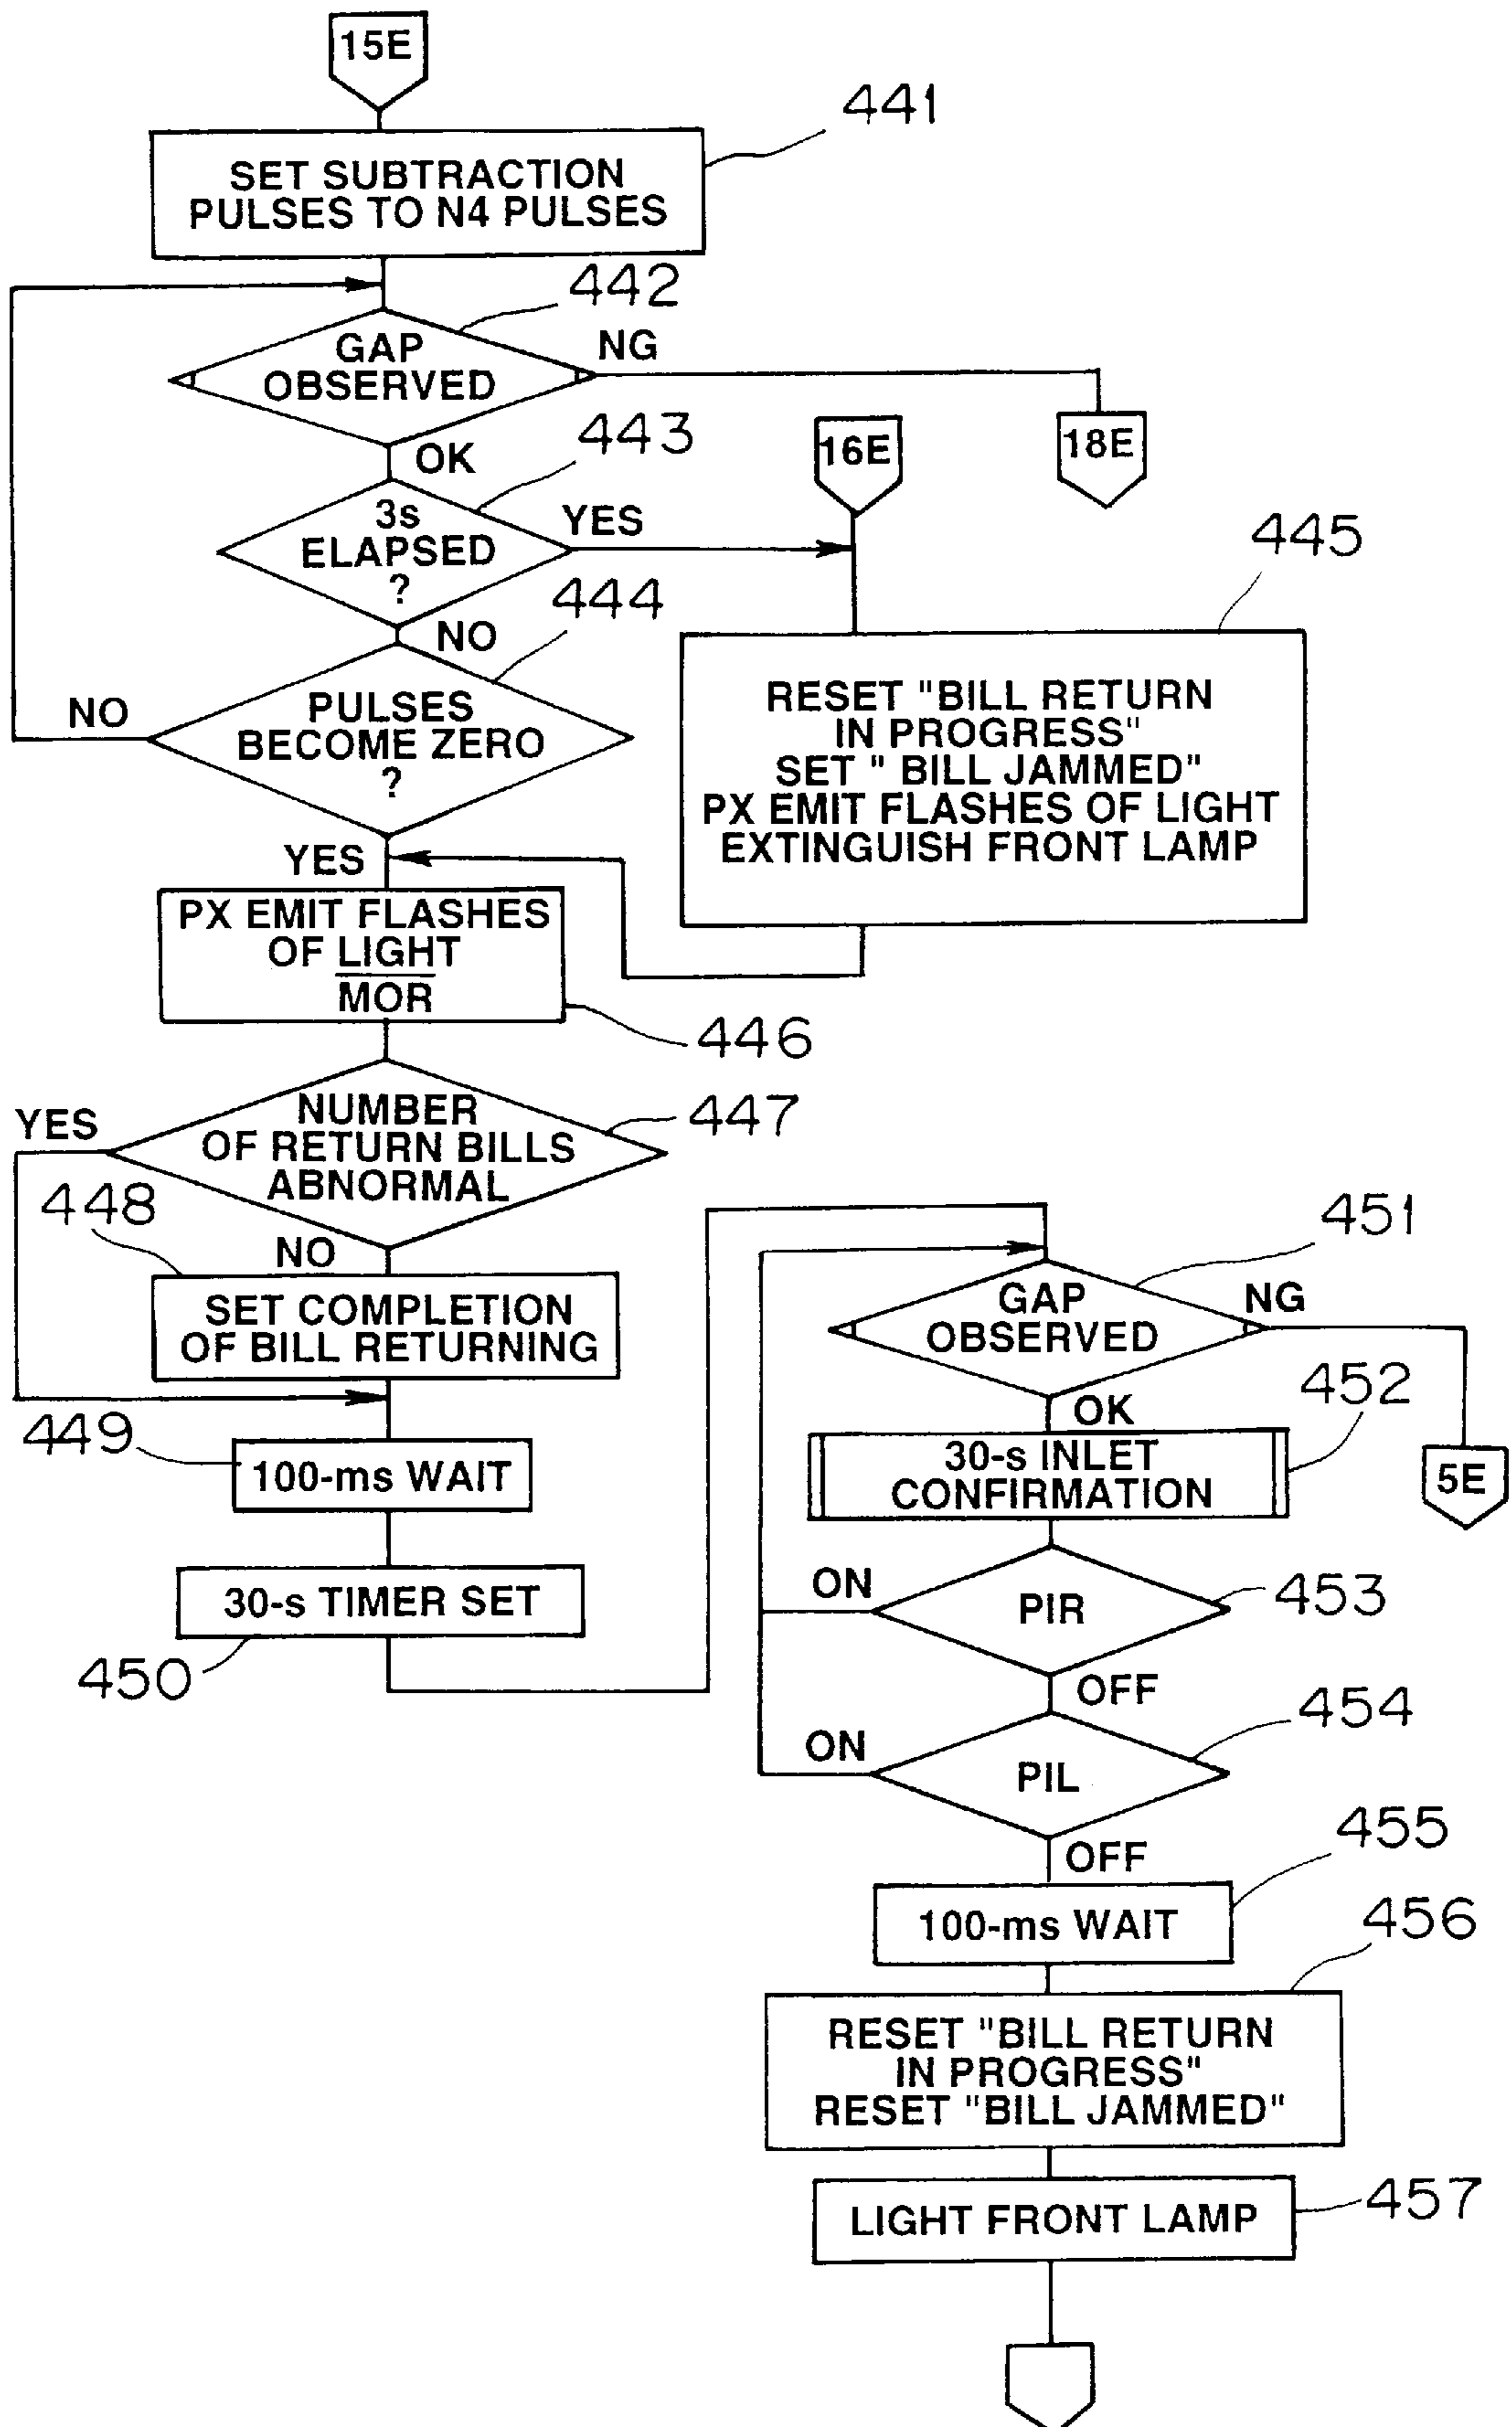 15E
441
SET SUBTRACTION
PULSES TO N4 PULSES
442
GAP
OBSERVED
NG
18E
OK
443
16E
3s
ELAPSED
?
YES
445
444
NO
PULSES
BECOME ZERO
?
NO
RESET "BILL RETURN
IN PROGRESS"
SET " BILL JAMMED"
PX EMIT FLASHES OF LIGHT
EXTINGUISH FRONT LAMP
YES
PX EMIT FLASHES
OF LIGHT
M̅O̅R̅
446
NUMBER
OF RETURN BILLS
ABNORMAL
447
YES
448
NO
SET COMPLETION
OF BILL RETURNING
449
100-ms WAIT
30-s TIMER SET
450
451
GAP
OBSERVED
NG
5E
OK
452
30-s INLET
CONFIRMATION
ON
PIR
453
OFF
454
ON
PIL
OFF
455
100-ms WAIT
456
RESET "BILL RETURN
IN PROGRESS"
RESET "BILL JAMMED"
LIGHT FRONT LAMP
457